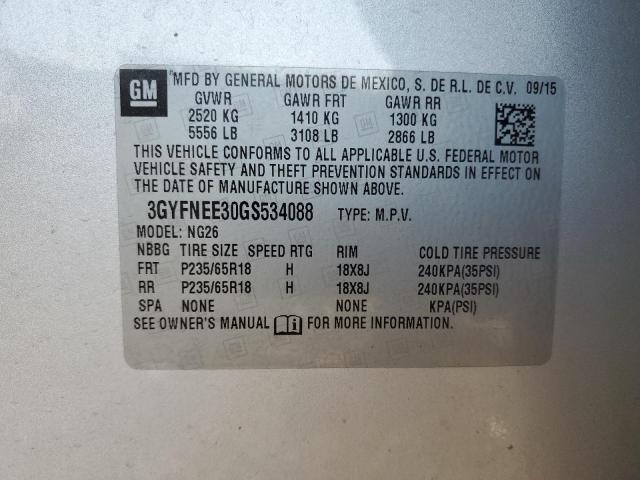 GM MFD BY GENERAL MOTORS DE MEXICO, S. DE R.L. DE C.V. 09/15
GVWR GAWR FRT GAWR RR
2520 KG 1410 KG 1300 KG
5556 LB 3108 LB 2866 LB
THIS VEHICLE CONFORMS TO ALL APPLICABLE U.S. FEDERAL MOTOR
VEHICLE SAFETY AND THEFT PREVENTION STANDARDS IN EFFECT ON
THE DATE OF MANUFACTURE SHOWN ABOVE.
3GYFNEE30GS534088 TYPE: M.P.V.
MODEL: NG26
NBBG TIRE SIZE SPEED RTG RIM COLD TIRE PRESSURE
FRT P235/65R18 H 18X8J 240KPA(35PSI)
RR P235/65R18 H 18X8J 240KPA(35PSI)
SPA NONE NONE KPA(PSI)
SEE OWNER'S MANUAL FOR MORE INFORMATION.